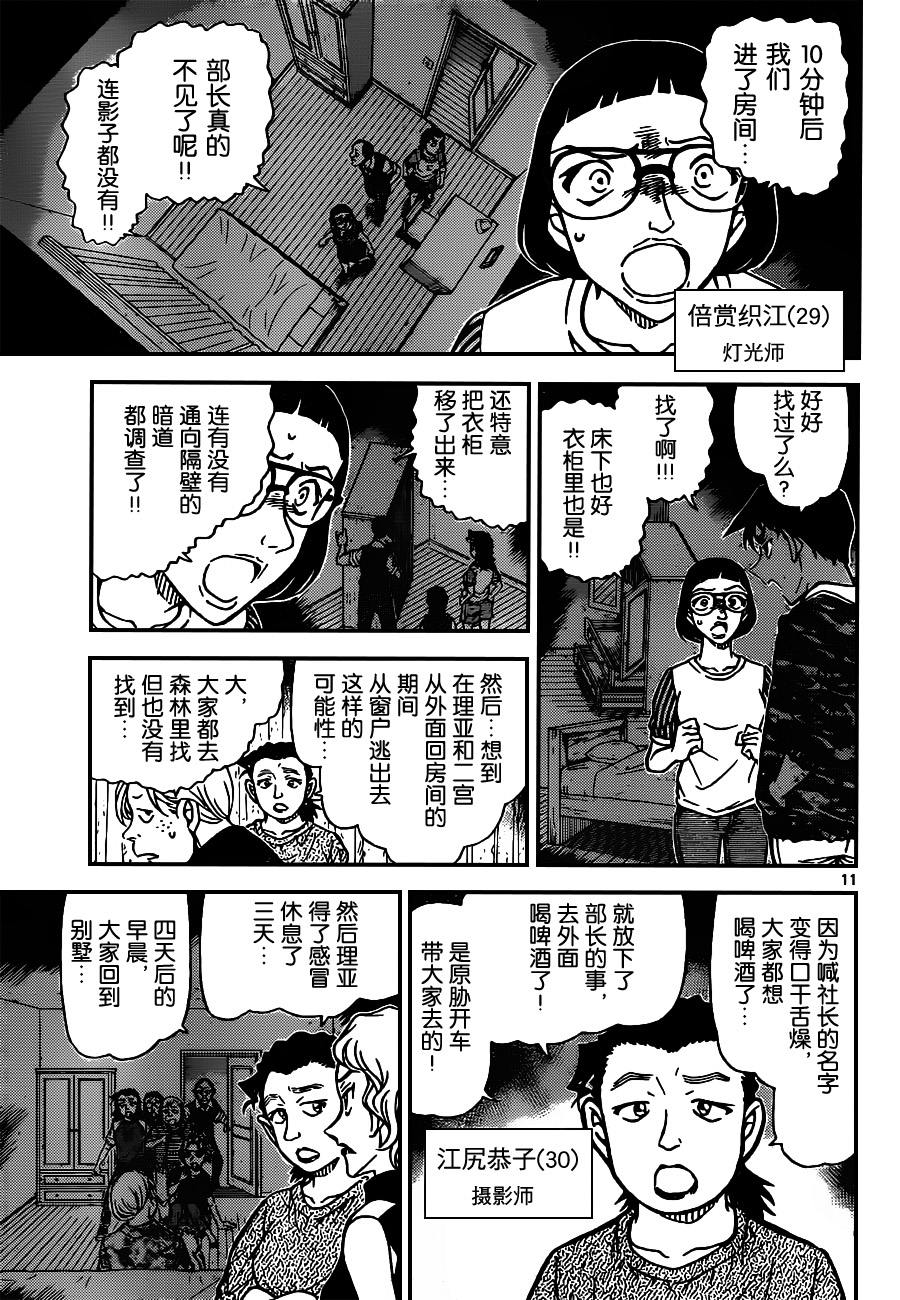 10分钟后
我们
进了房间…
部长真的
不见了呢!!
连影子都没有!!
倍赏织江(29)
灯光师
好好
找过了么?
找了啊!!!
床下也好
衣柜里也是!!
还特意
把衣柜
移了出来…
连有没有
通向隔壁的
暗道
都调查了!!
然后…想到
在理亚和二宫
从外面回房间的
期间
从窗户逃出去
这样的
可能性…
大,
大家都去
森林里找
但也没有
找到…
11
因为喊社长的名字
变得口干舌燥,
大家都想
喝啤酒了…
就放下了
部长的事,
去外面
喝啤酒了!
是原胁开车
带大家去的!
江尻恭子(30)
摄影师
然后理亚
得了感冒
休息了
三天…
四天后的
早晨,
大家回到
别墅…